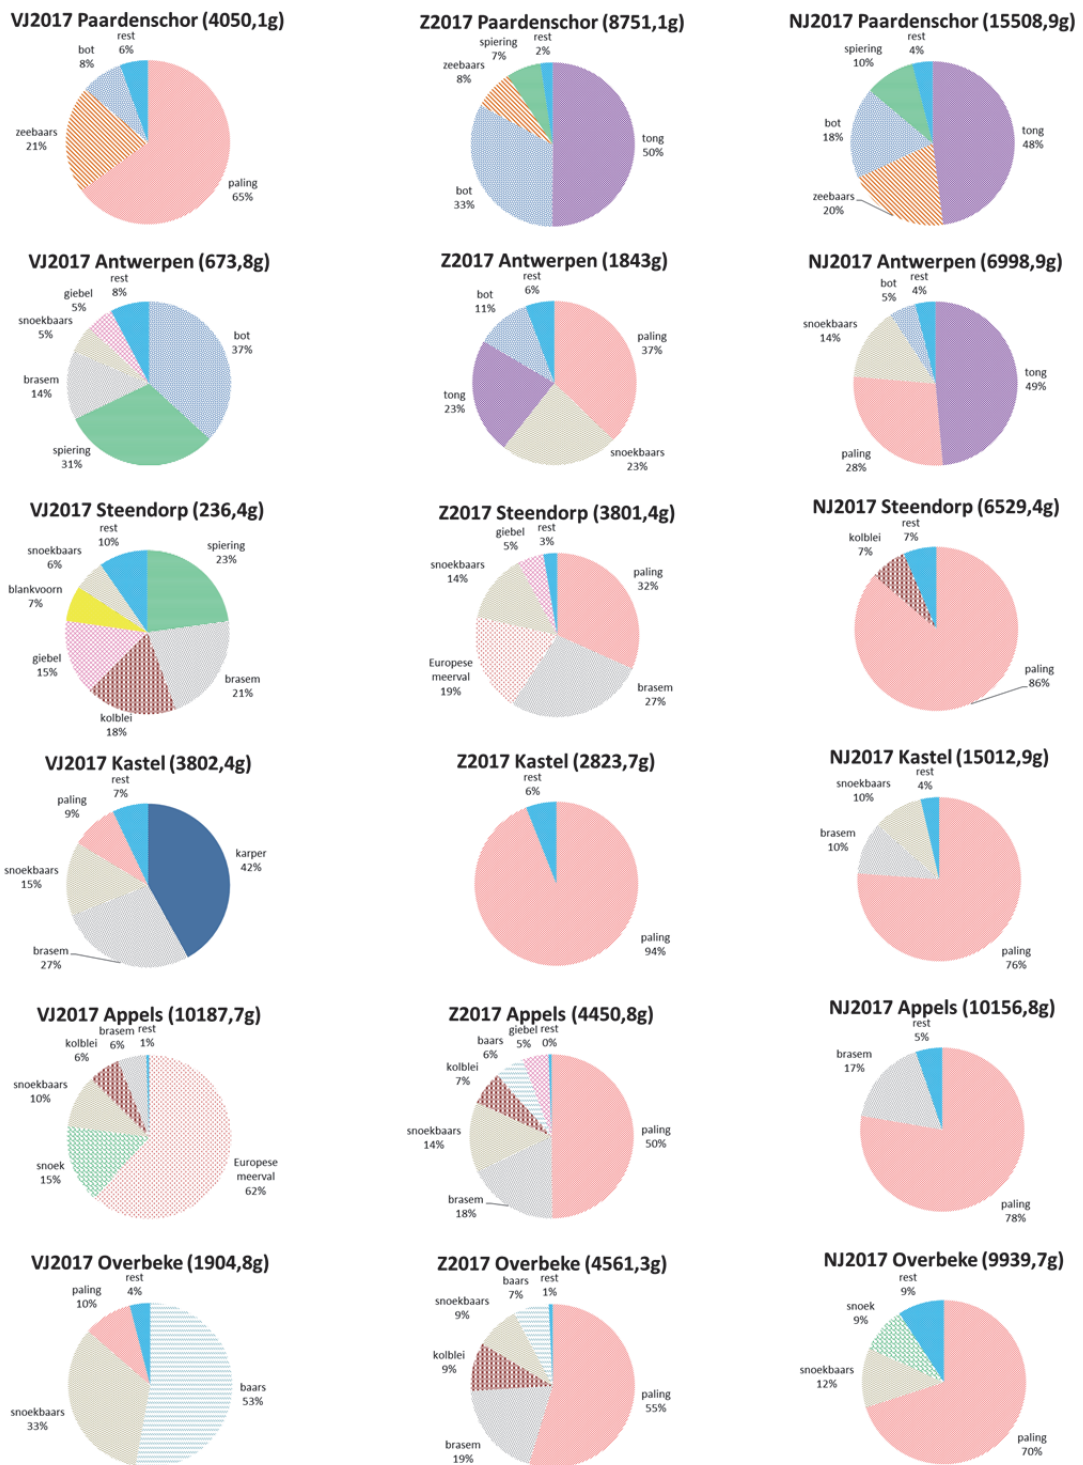 VJ2017 Paardenschor (4050,1g)
rest
6%
bot
8%
zeebaars
21%
paling
65%
Z2017 Paardenschor (8751,1g)
rest
2%
spiering
7%
zeebaars
8%
tong
50%
bot
33%
NJ2017 Paardenschor (15508,9g)
rest
4%
spiering
10%
bot
18%
tong
48%
zeebaars
20%
VJ2017 Antwerpen (673,8g)
rest
8%
giebel
5%
snoekbaars
5%
bot
37%
brasem
14%
spiering
31%
Z2017 Antwerpen (1843g)
rest
6%
bot
11%
paling
37%
tong
23%
snoekbaars
23%
NJ2017 Antwerpen (6998,9g)
rest
4%
bot
5%
snoekbaars
14%
tong
49%
paling
28%
VJ2017 Steendorp (236,4g)
rest
10%
snoekbaars
6%
spiering
23%
blankvoorn
7%
giebel
15%
brasem
21%
kolblei
18%
Z2017 Steendorp (3801,4g)
rest
3%
giebel
5%
snoekbaars
14%
paling
32%
Europese
meerval
19%
brasem
27%
NJ2017 Steendorp (6529,4g)
rest
7%
kolblei
7%
paling
86%
VJ2017 Kastel (3802,4g)
rest
7%
paling
9%
karper
42%
snoekbaars
15%
brasem
27%
Z2017 Kastel (2823,7g)
rest
6%
paling
94%
NJ2017 Kastel (15012,9g)
rest
4%
snoekbaars
10%
brasem
10%
paling
76%
VJ2017 Appels (10187,7g)
rest
1%
brasem
6%
kolblei
6%
snoekbaars
10%
snoek
15%
Europese
meerval
62%
Z2017 Appels (4450,8g)
rest
0%
giebel
5%
baars
6%
kolblei
7%
snoekbaars
14%
paling
50%
brasem
18%
NJ2017 Appels (10156,8g)
rest
5%
brasem
17%
paling
78%
VJ2017 Overbeke (1904,8g)
rest
4%
paling
10%
baars
53%
snoekbaars
33%
Z2017 Overbeke (4561,3g)
rest
1%
baars
7%
snoekbaars
9%
kolblei
9%
paling
55%
brasem
19%
NJ2017 Overbeke (9939,7g)
rest
9%
snoek
9%
snoekbaars
12%
paling
70%